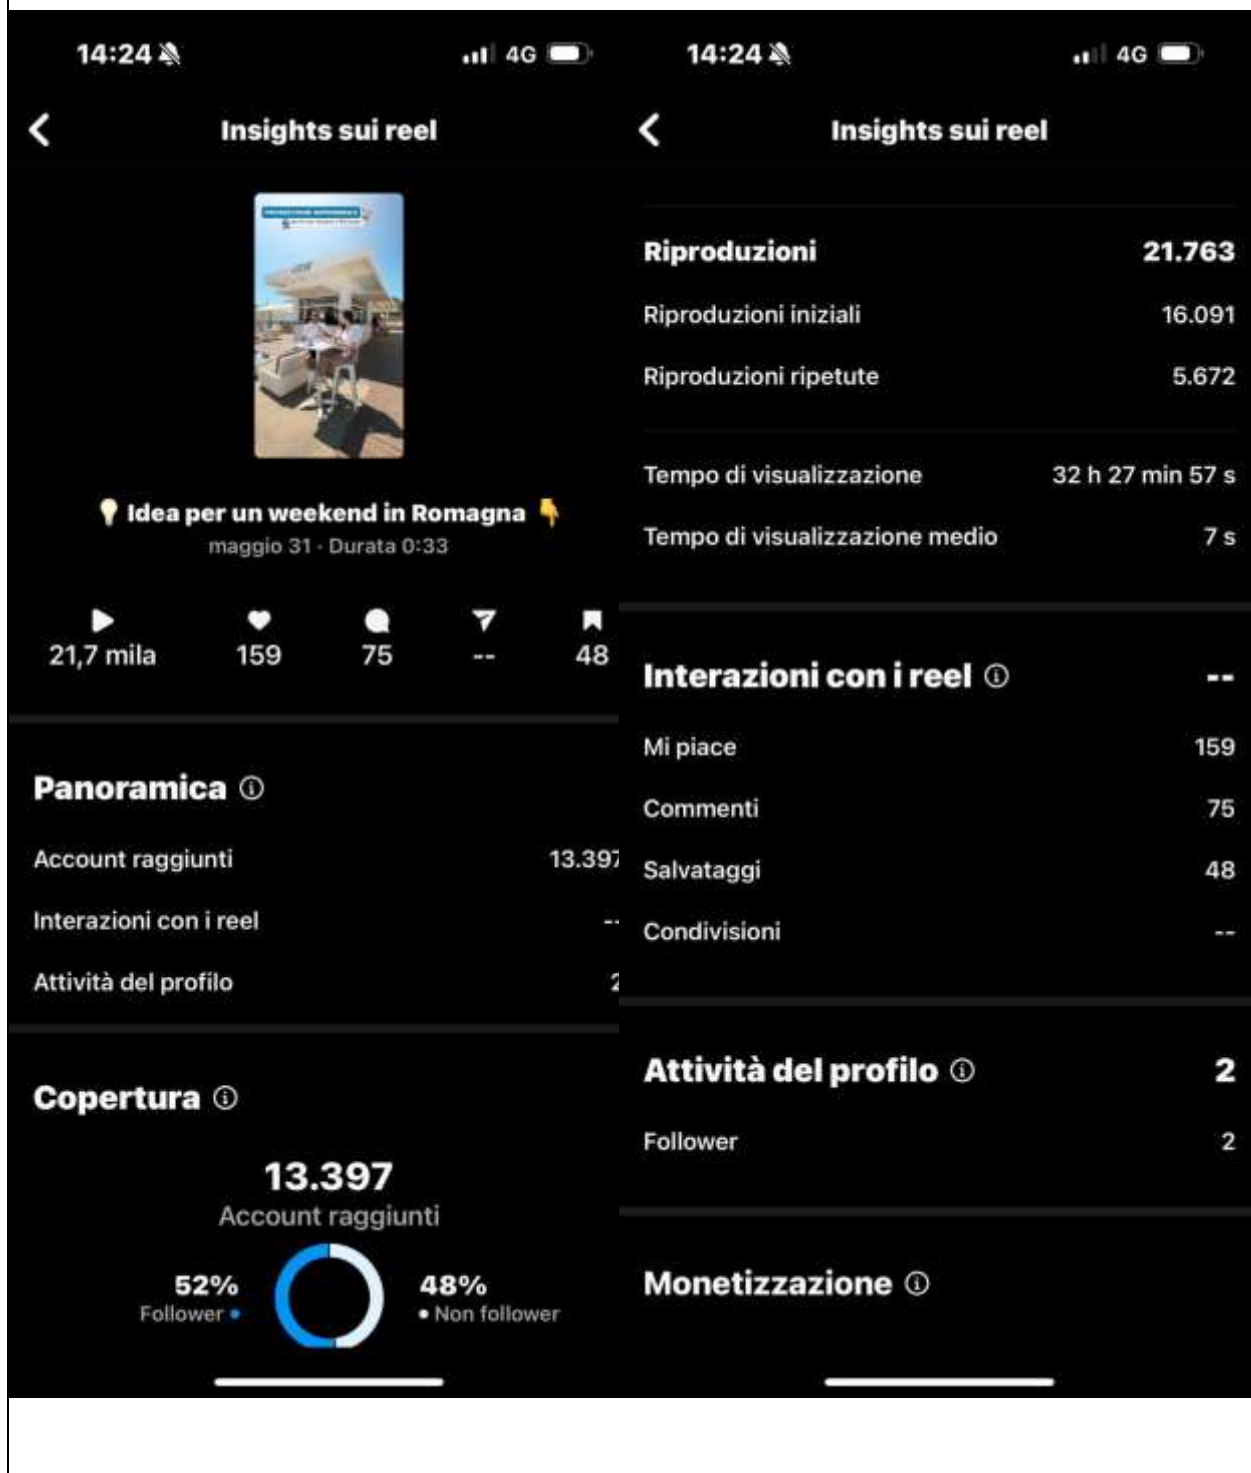 14:24
4G
Insights sui reel
💡 Idea per un weekend in Romagna 👇
maggio 31 · Durata 0:33
21,7 mila 159 75 -- 48
Panoramica
Account raggiunti 13.397
Interazioni con i reel --
Attività del profilo 2
Copertura
13.397
Account raggiunti
52%
Follower
48%
Non follower
14:24
4G
Insights sui reel
Riproduzioni 21.763
Riproduzioni iniziali 16.091
Riproduzioni ripetute 5.672
Tempo di visualizzazione 32 h 27 min 57 s
Tempo di visualizzazione medio 7 s
Interazioni con i reel --
Mi piace 159
Commenti 75
Salvataggi 48
Condivisioni --
Attività del profilo 2
Follower 2
Monetizzazione